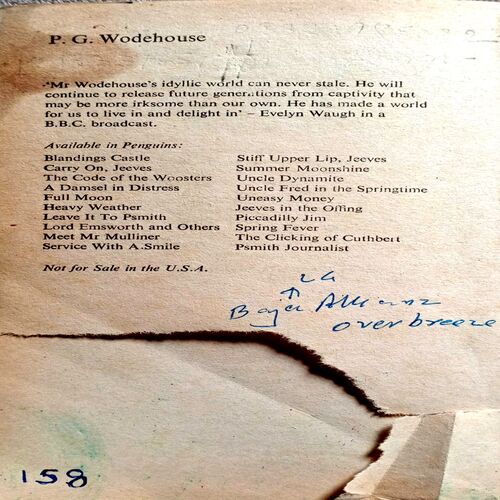 P. G. Wodehouse
'Mr Wodehouse's idyllic world can never stale. He will
continue to release future generations from captivity that
may be more irksome than our own. He has made a world
for us to live in and delight in' – Evelyn Waugh in a
B.B.C. broadcast.
Available in Penguins:
Blandings Castle
Carry On, Jeeves
The Code of the Woosters
A Damsel in Distress
Full Moon
Heavy Weather
Leave It To Psmith
Lord Emsworth and Others
Meet Mr Mulliner
Service With A Smile
Stiff Upper Lip, Jeeves
Summer Moonshine
Uncle Dynamite
Uncle Fred in the Springtime
Uneasy Money
Jeeves in the Offing
Piccadilly Jim
Spring Fever
The Clicking of Cuthbert
Psmith Journalist
Not for Sale in the U.S.A.
Bajaj Allianz
over breeze
158